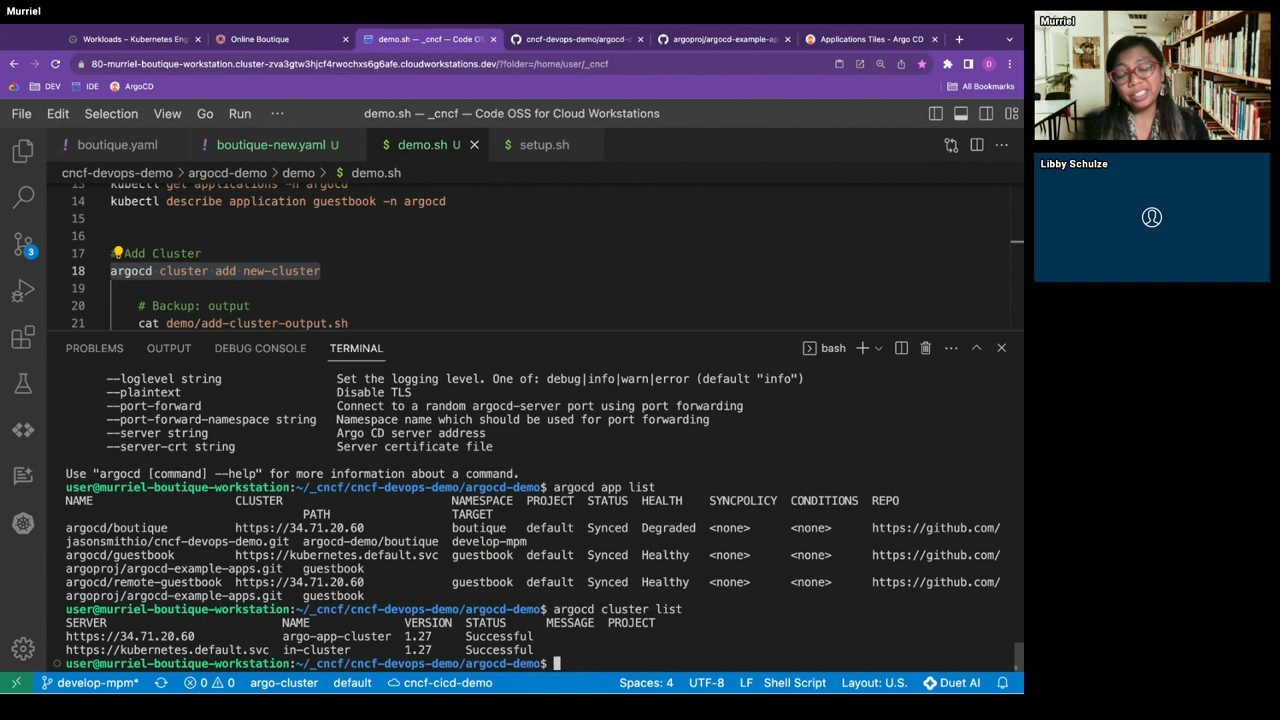 Murriel
Workloads – Kubernetes Eng
Online Boutique
demo.sh — _cncf — Code OSS
cncf-devops-demo/argocd-d
argoproj/argocd-example-ap
Applications Tiles - Argo CD
80-murriel-boutique-workstation.cluster-zva3gtw3hjcf4rwochxs6g6afe.cloudworkstations.dev/?folder=/home/user/_cncf
D
DEV
IDE
ArgoCD
All Bookmarks
File Edit Selection View Go Run ···
demo.sh — _cncf — Code OSS for Cloud Workstations
boutique.yaml
boutique-new.yaml U
$ demo.sh U
$ setup.sh
cncf-devops-demo > argocd-demo > demo > $ demo.sh
13 kubectl get applications -n argocd
14 kubectl describe application guestbook -n argocd
15
16
17 # Add Cluster
18 argocd cluster add new-cluster
19
20 # Backup: output
21 cat demo/add-cluster-output.sh
3
PROBLEMS OUTPUT DEBUG CONSOLE TERMINAL
bash
--loglevel string Set the logging level. One of: debug|info|warn|error (default "info")
--plaintext Disable TLS
--port-forward Connect to a random argocd-server port using port forwarding
--port-forward-namespace string Namespace name which should be used for port forwarding
--server string Argo CD server address
--server-crt string Server certificate file
Use "argocd [command] --help" for more information about a command.
user@murriel-boutique-workstation:~/_cncf/cncf-devops-demo/argocd-demo$ argocd app list
NAME CLUSTER NAMESPACE PROJECT STATUS HEALTH SYNCPOLICY CONDITIONS REPO
PATH TARGET
argocd/boutique https://34.71.20.60 boutique default Synced Degraded <none> <none> https://github.com/
jasonsmithio/cncf-devops-demo.git argocd-demo/boutique develop-mpm
argocd/guestbook https://kubernetes.default.svc guestbook default Synced Healthy <none> <none> https://github.com/
argoproj/argocd-example-apps.git guestbook
argocd/remote-guestbook https://34.71.20.60 guestbook default Synced Healthy <none> <none> https://github.com/
argoproj/argocd-example-apps.git guestbook
user@murriel-boutique-workstation:~/_cncf/cncf-devops-demo/argocd-demo$ argocd cluster list
SERVER NAME VERSION STATUS MESSAGE PROJECT
https://34.71.20.60 argo-app-cluster 1.27 Successful
https://kubernetes.default.svc in-cluster 1.27 Successful
user@murriel-boutique-workstation:~/_cncf/cncf-devops-demo/argocd-demo$
develop-mpm* 0 0 argo-cluster default cncf-cicd-demo Spaces: 4 UTF-8 LF Shell Script Layout: U.S. Duet AI
Murriel
Libby Schulze